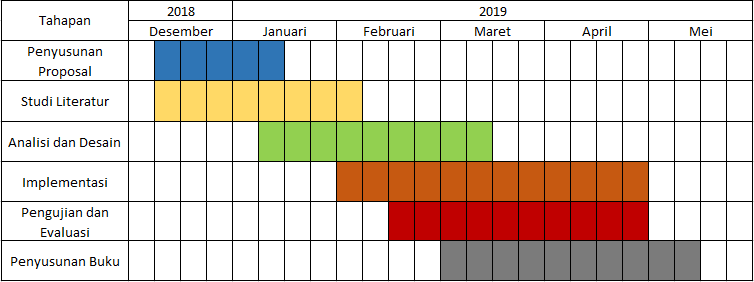 Tahapan
2018
2019
Desember
Januari
Februari
Maret
April
Mei
Penyusunan
Proposal
Studi Literatur
Analisi dan Desain
Implementasi
Pengujian dan
Evaluasi
Penyusunan Buku